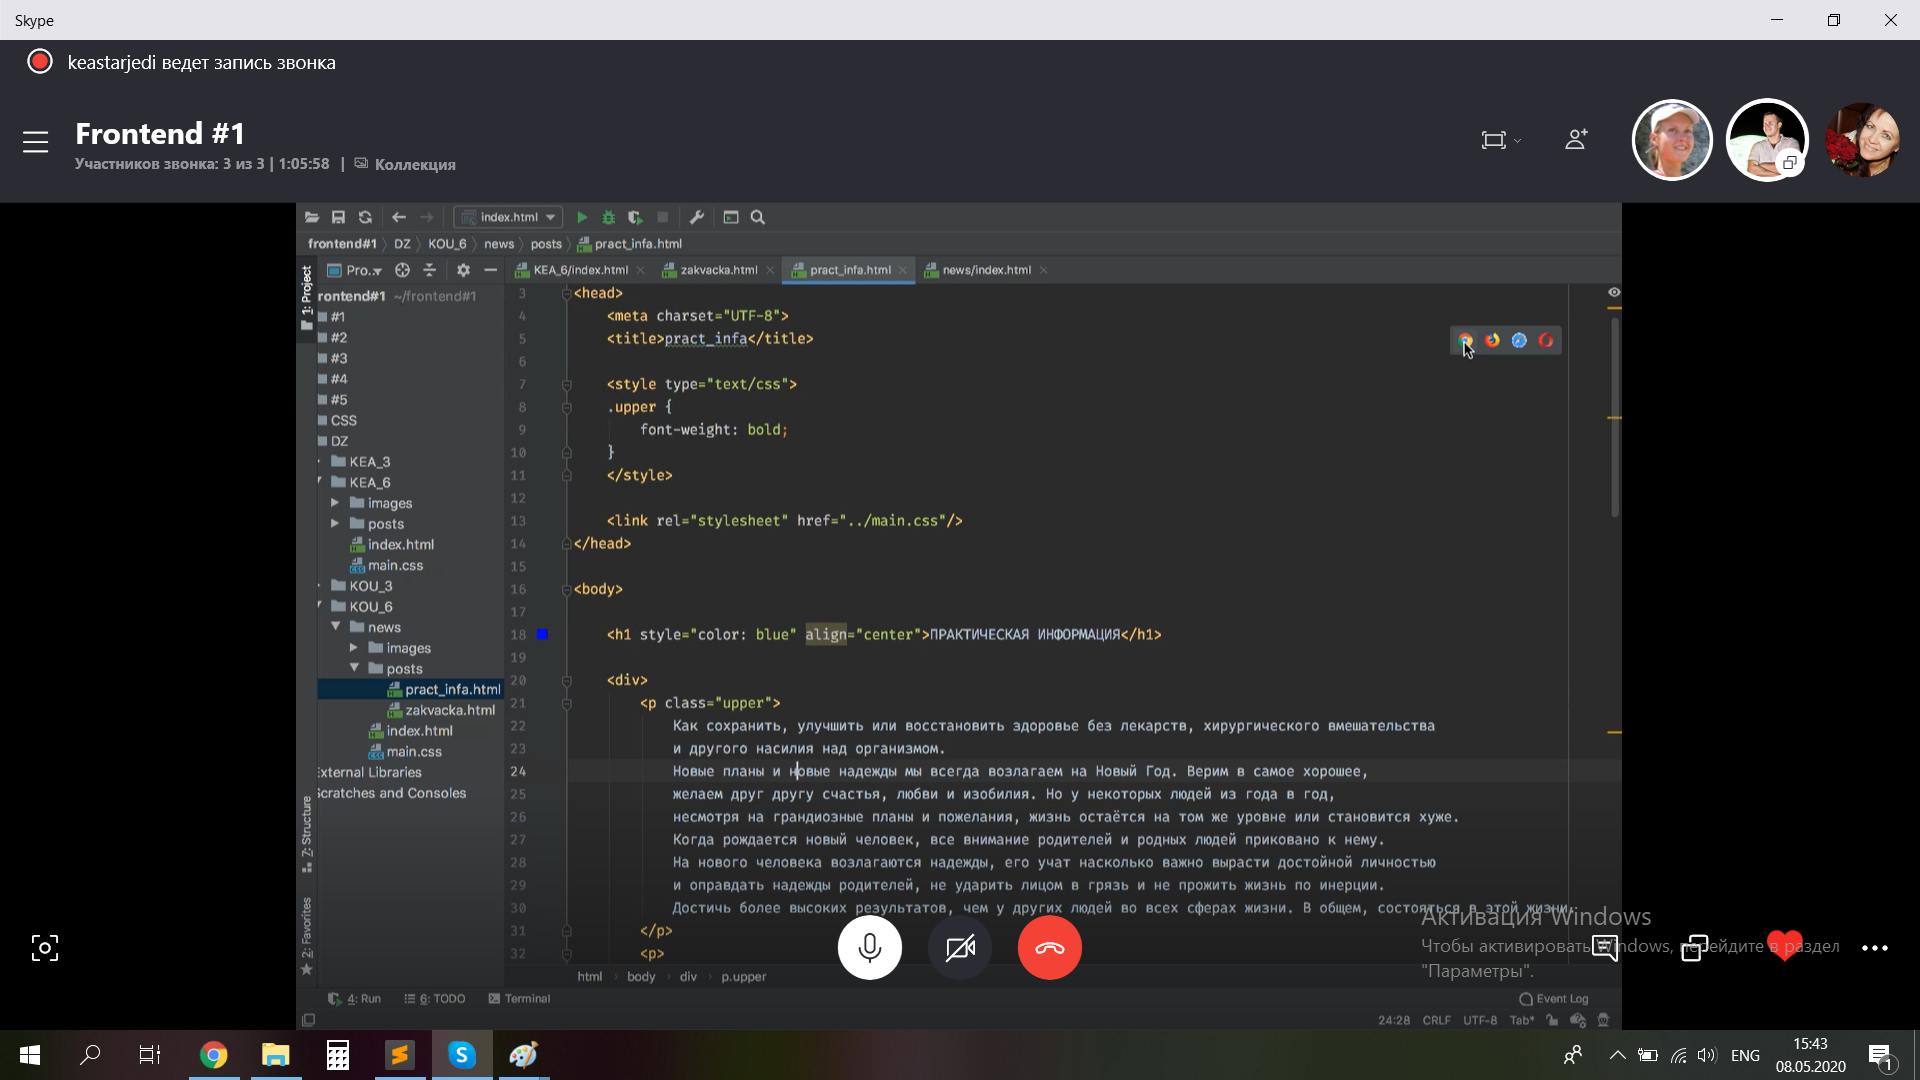 Skype
keastarjedi ведет запись звонка
Frontend #1
Участников звонка: 3 из 3 | 1:05:58 | Коллекция
index.html
frontend#1 DZ KOU_6 news posts pract_infa.html
Pro.. KEA_6/index.html zakvacka.html pract_infa.html news/index.html
1: Project
rontend#1 ~/frontend#1
#1
#2
#3
#4
#5
CSS
DZ
KEA_3
KEA_6
images
posts
index.html
main.css
KOU_3
KOU_6
news
images
posts
pract_infa.html
zakvacka.html
index.html
main.css
External Libraries
Scratches and Consoles
7: Structure
2: Favorites
3 <head>
4 <meta charset="UTF-8">
5 <title>pract_infa</title>
6
7 <style type="text/css">
8 .upper {
9 font-weight: bold;
10 }
11 </style>
12
13 <link rel="stylesheet" href="../main.css"/>
14 </head>
15
16 <body>
17
18 <h1 style="color: blue" align="center">ПРАКТИЧЕСКАЯ ИНФОРМАЦИЯ</h1>
19
20 <div>
21 <p class="upper">
22 Как сохранить, улучшить или восстановить здоровье без лекарств, хирургического вмешательства
23 и другого насилия над организмом.
24 Новые планы и новые надежды мы всегда возлагаем на Новый Год. Верим в самое хорошее,
25 желаем друг другу счастья, любви и изобилия. Но у некоторых людей из года в год,
26 несмотря на грандиозные планы и пожелания, жизнь остаётся на том же уровне или становится хуже.
27 Когда рождается новый человек, все внимание родителей и родных людей приковано к нему.
28 На нового человека возлагаются надежды, его учат насколько важно вырасти достойной личностью
29 и оправдать надежды родителей, не ударить лицом в грязь и не прожить жизнь по инерции.
30 Достичь более высоких результатов, чем у других людей во всех сферах жизни. В общем, состояться в этой жизни.
31 </p>
32 <p>
html body div p.upper
4: Run 6: TODO Terminal Event Log
24:28 CRLF UTF-8 Tab*
Активация Windows
Чтобы активировать Windows, перейдите в раздел
"Параметры".
ENG
15:43
08.05.2020
1